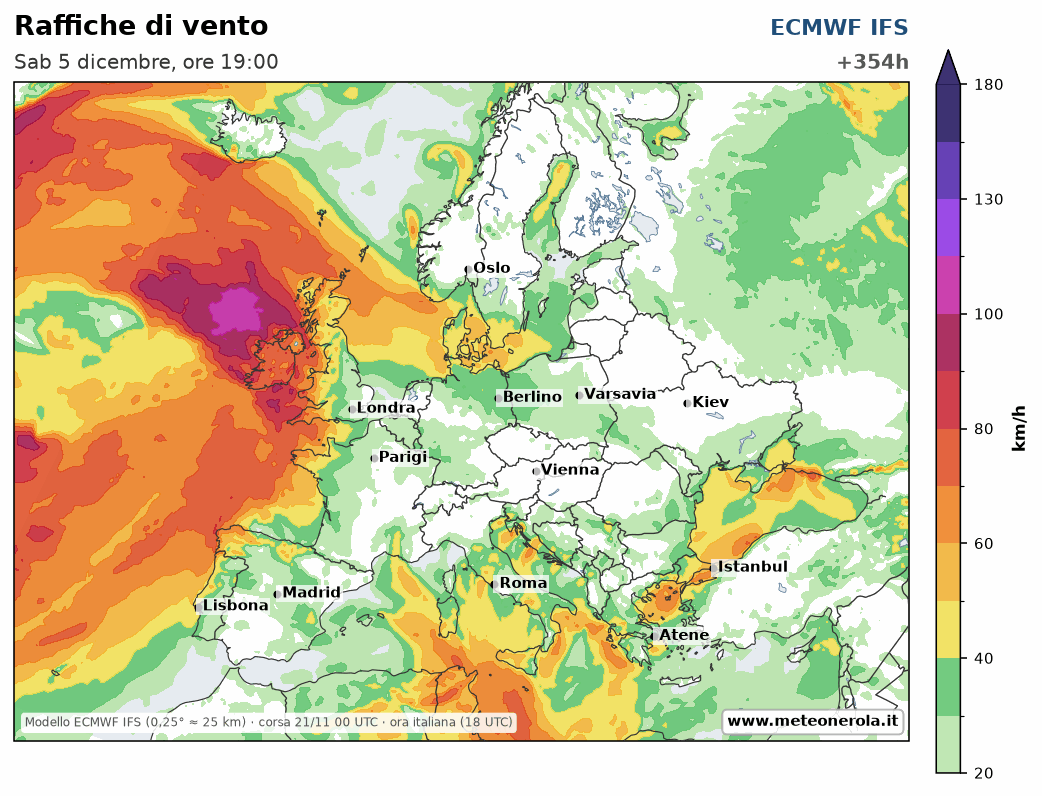 Raffiche di vento
ECMWF IFS
Sab 5 dicembre, ore 19:00
+354h
180
130
100
80
60
40
20
km/h
Oslo
Berlino
Varsavia
Kiev
Londra
Parigi
Vienna
Istanbul
Roma
Madrid
Lisbona
Atene
Modello ECMWF IFS (0,25° ≈ 25 km) · corsa 21/11 00 UTC · ora italiana (18 UTC)
www.meteonerola.it